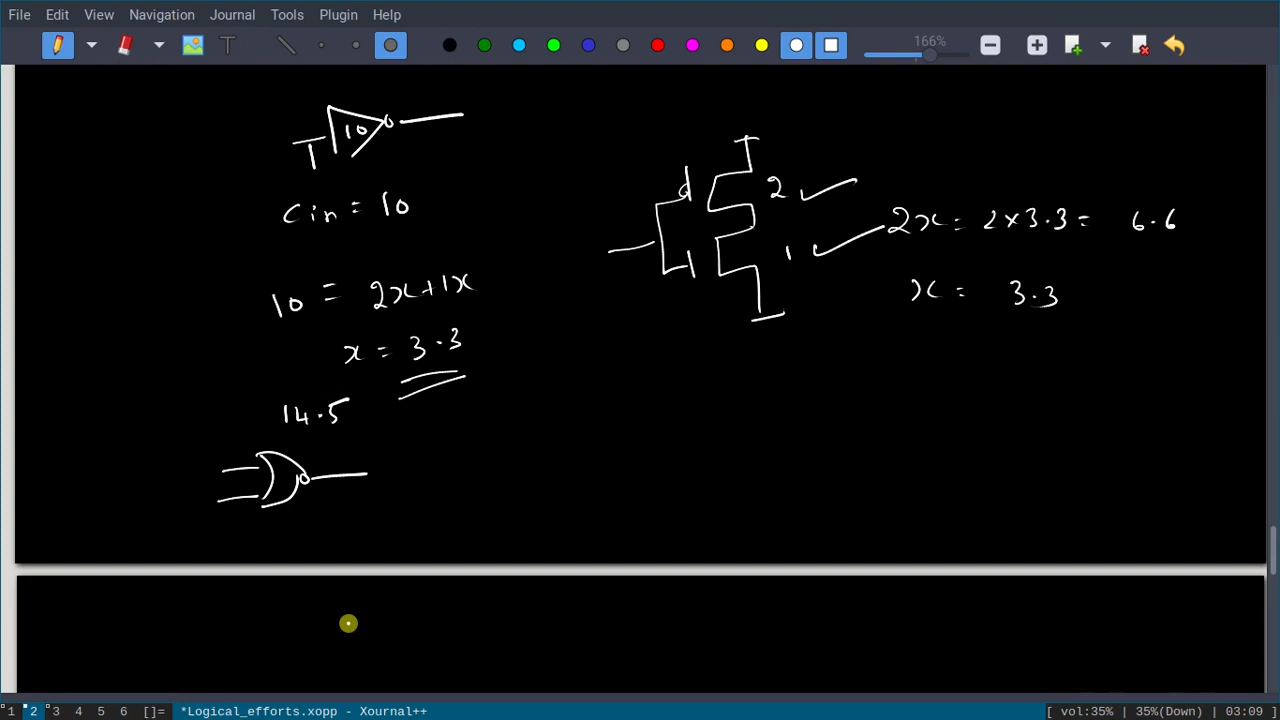 File Edit View Navigation Journal Tools Plugin Help
T
166%
10
Cin = 10
10 = 2x+1x
x = 3.3
14.5
2
1
2x = 2x3.3 = 6.6
x = 3.3
1 2 3 4 5 6 []= *Logical_efforts.xopp - Xournal++ [ vol:35% | 35%(Down) | 03:09 ]